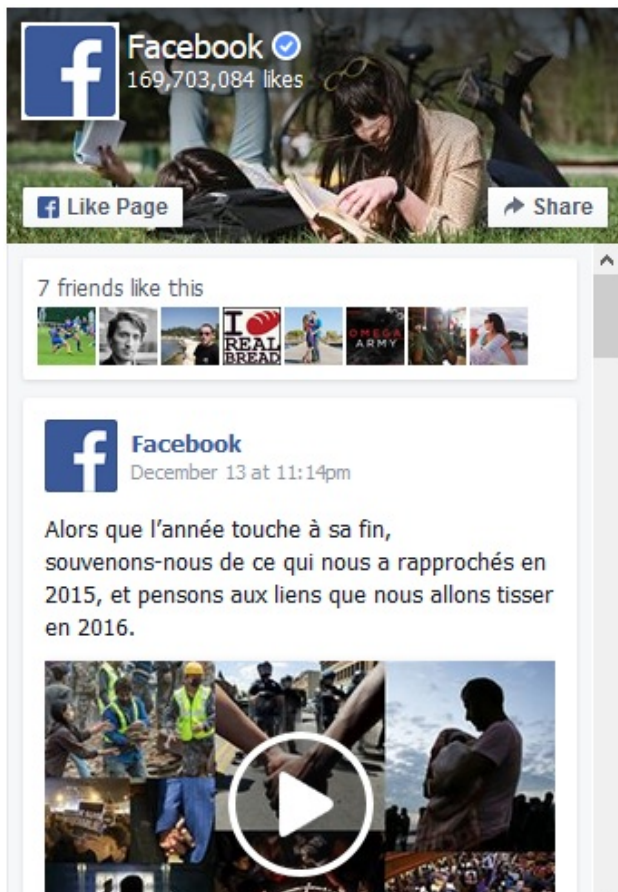 Facebook
169,703,084 likes
Like Page
Share
7 friends like this
I
REAL
BREAD
OMEGA
ARMY
Facebook
December 13 at 11:14pm
Alors que l’année touche à sa fin,
souvenons-nous de ce qui nous a rapprochés en
2015, et pensons aux liens que nous allons tisser
en 2016.